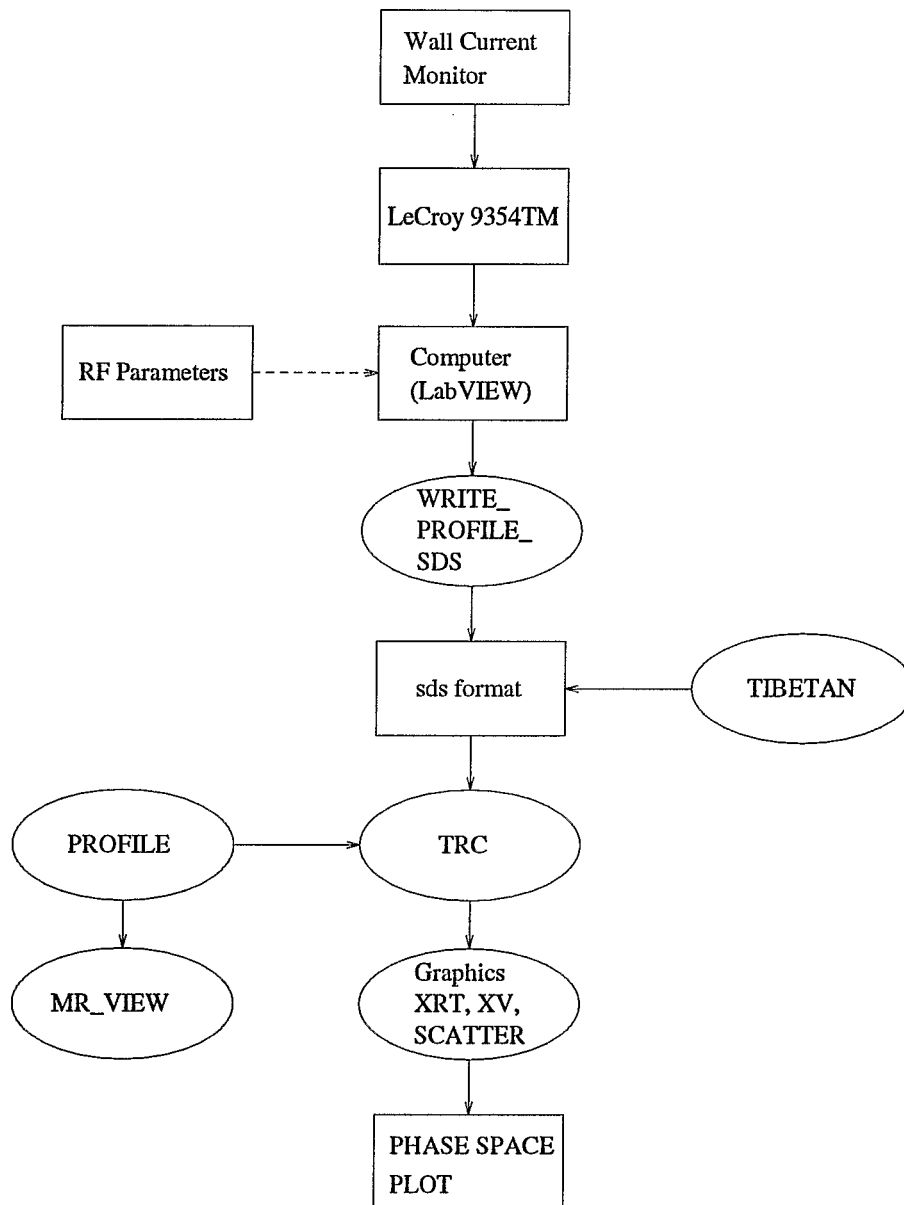 Wall Current
Monitor
LeCroy 9354TM
RF Parameters
Computer
(LabVIEW)
WRITE_
PROFILE_
SDS
sds format
TIBETAN
PROFILE
TRC
MR_VIEW
Graphics
XRT, XV,
SCATTER
PHASE SPACE
PLOT